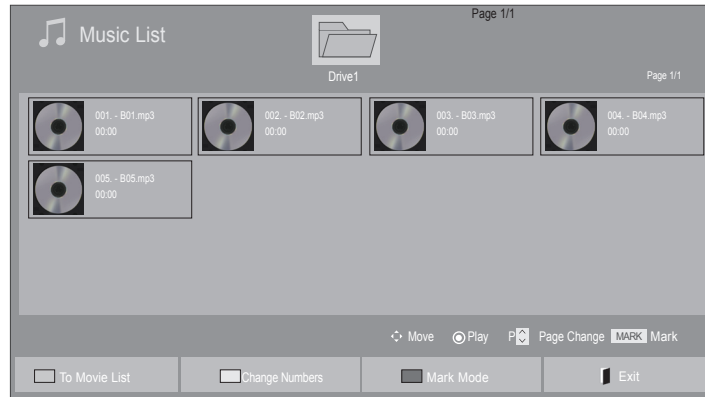 Page 1/1
Music List
Drive1
Page 1/1
001. - B01.mp3
00:00
002. - B02.mp3
00:00
003. - B03.mp3
00:00
004. - B04.mp3
00:00
005. - B05.mp3
00:00
Move Play P Page Change MARK Mark
To Movie List Change Numbers Mark Mode Exit